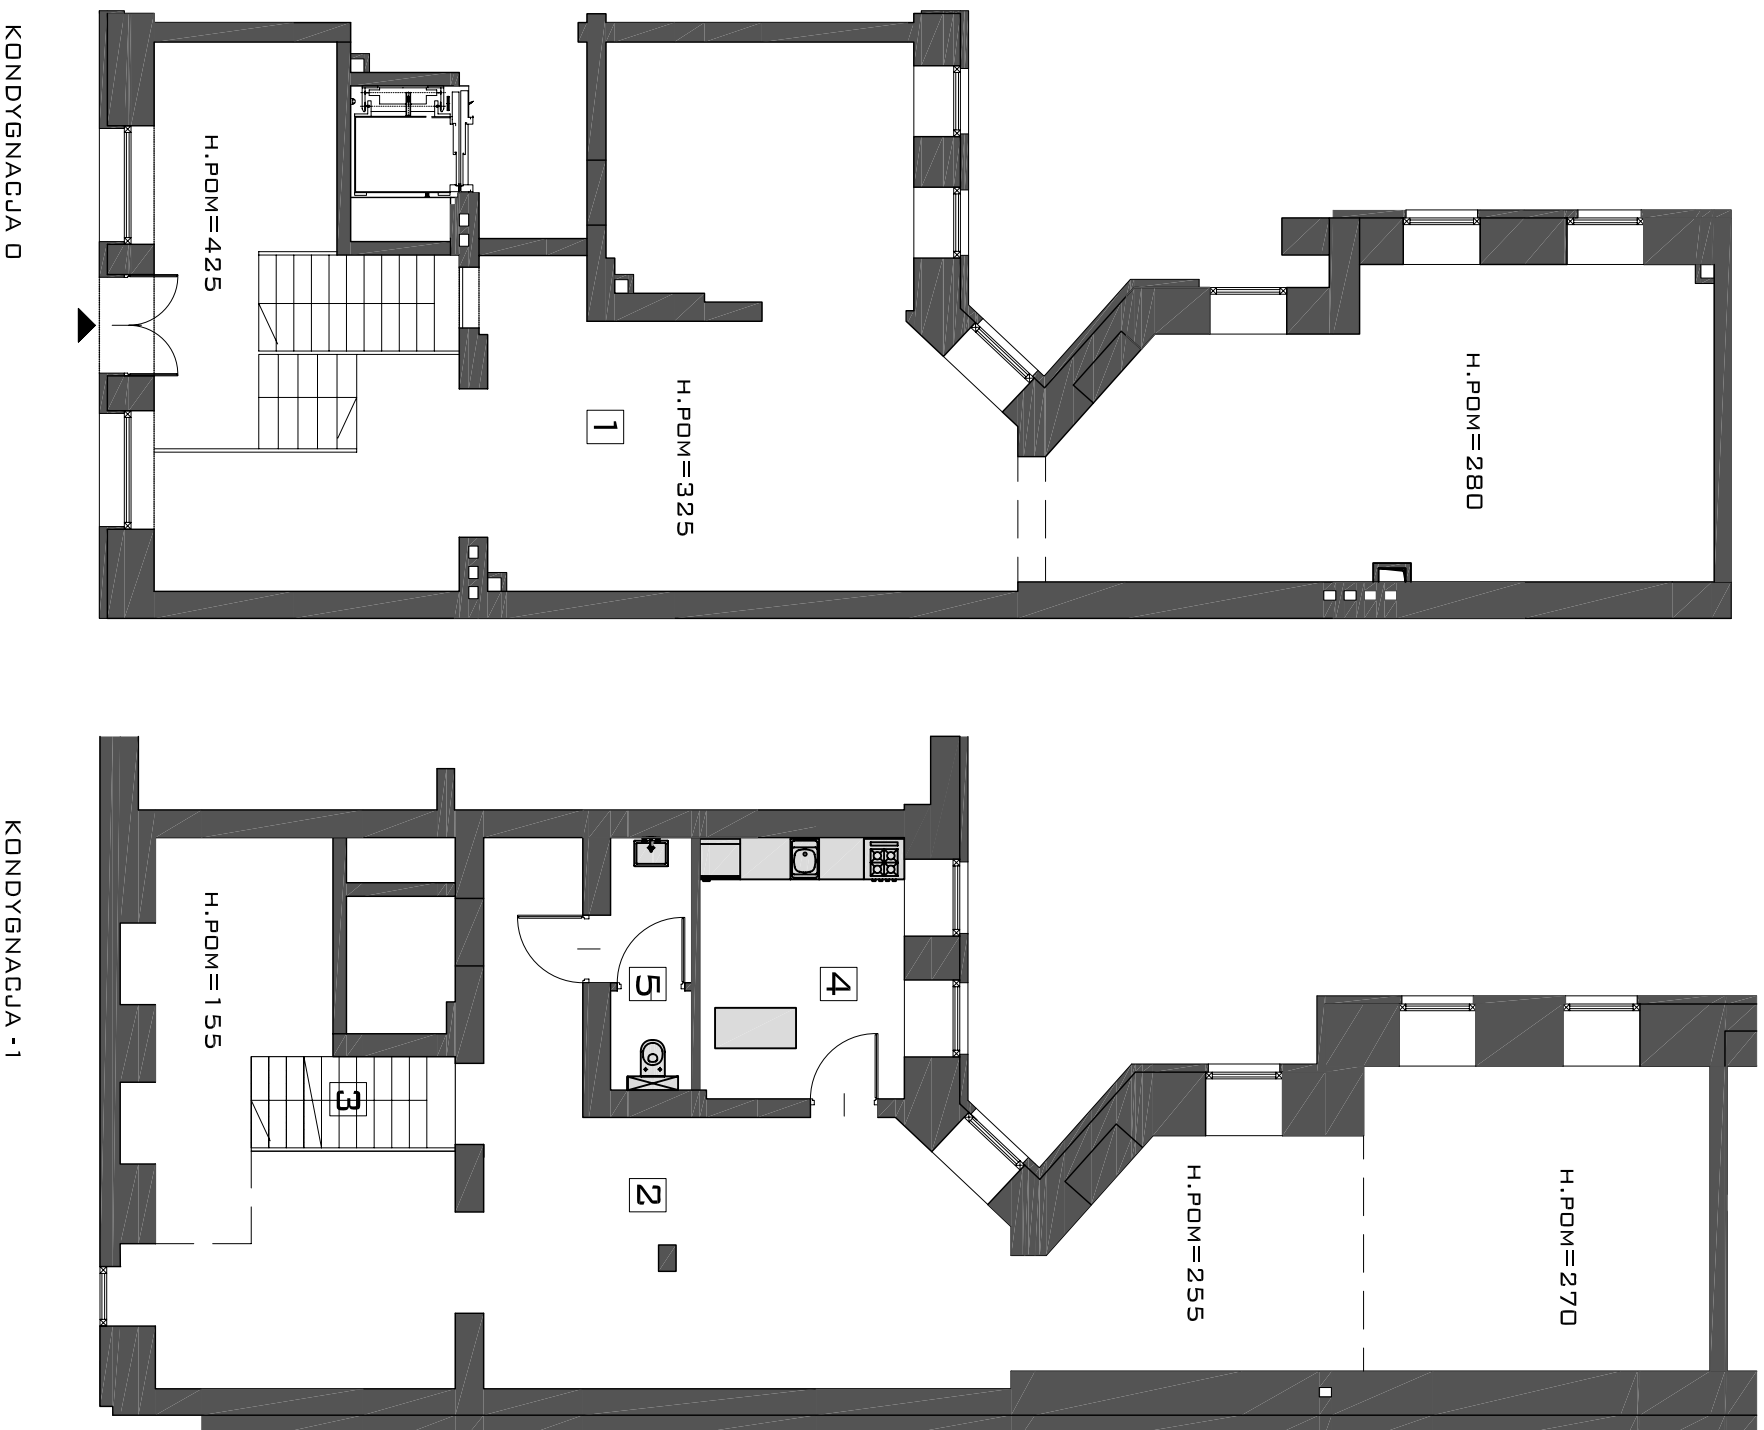 KONDYGNACJA 0
H.POM=425
1
H.POM=325
H.POM=280
KONDYGNACJA -1
H.POM=155
3
5
4
2
H.POM=255
H.POM=270